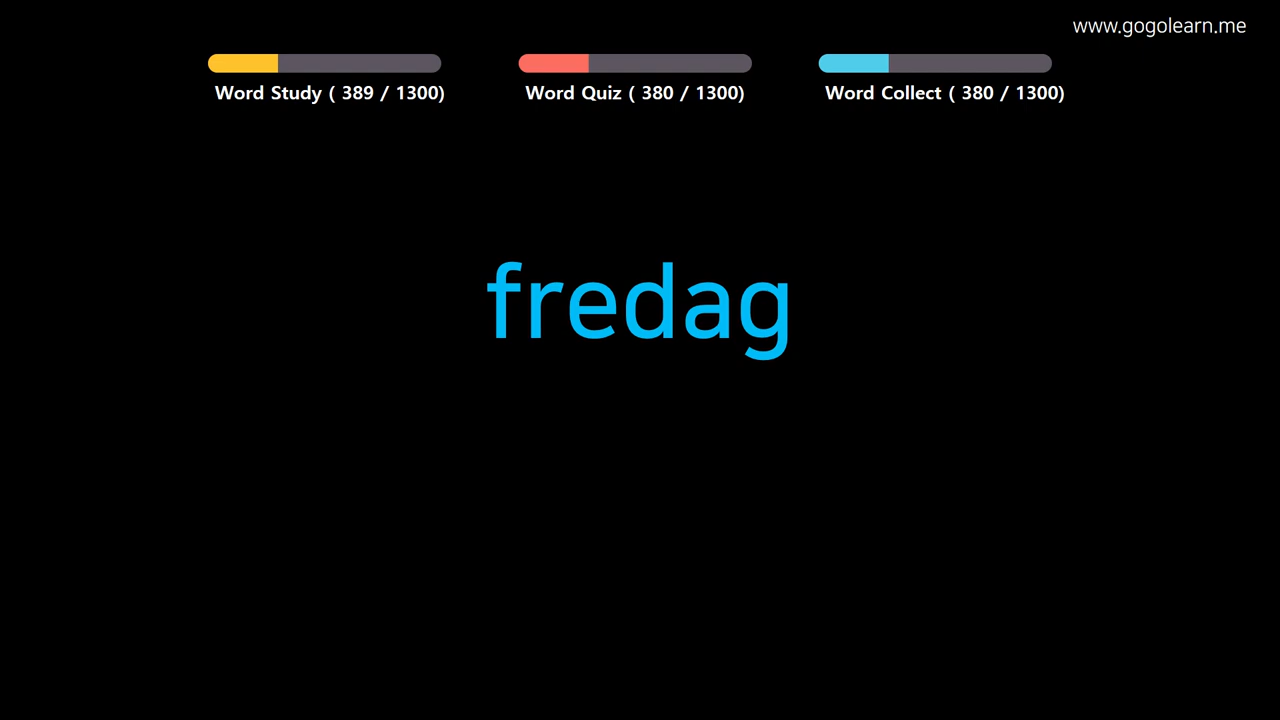 www.gogolearn.me
Word Study ( 389 / 1300)
Word Quiz ( 380 / 1300)
Word Collect ( 380 / 1300)
fredag